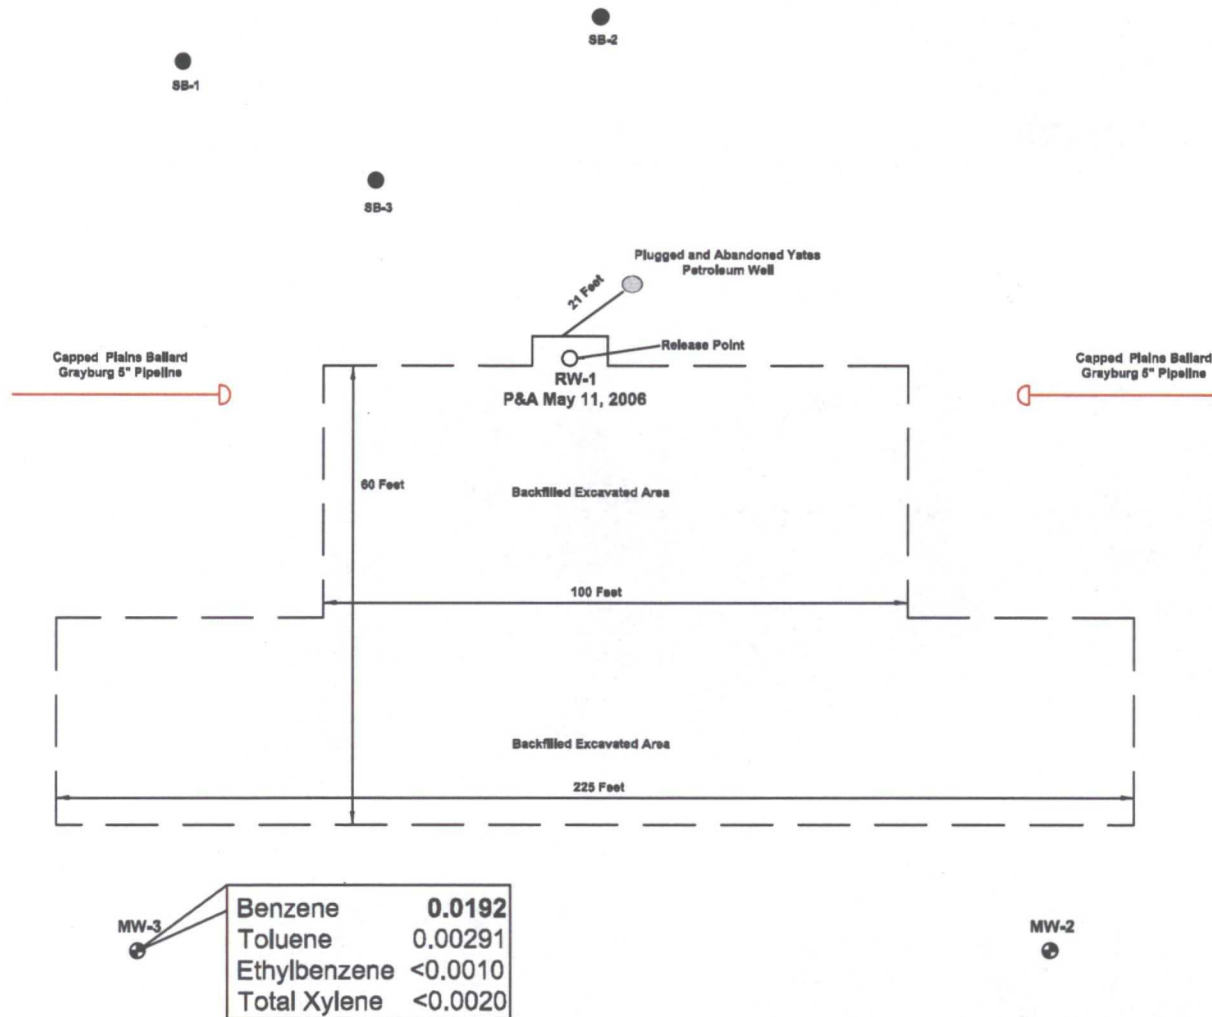 SB-2
SB-1
SB-3
Plugged and Abandoned Yates
Petroleum Well
21 Feet
Release Point
Capped Plains Ballard
Grayburg 5" Pipeline
Capped Plains Ballard
Grayburg 5" Pipeline
RW-1
P&A May 11, 2006
60 Feet
Backfilled Excavated Area
100 Feet
Backfilled Excavated Area
225 Feet
MW-3
Benzene 0.0192
Toluene 0.00291
Ethylbenzene <0.0010
Total Xylene <0.0020
MW-2